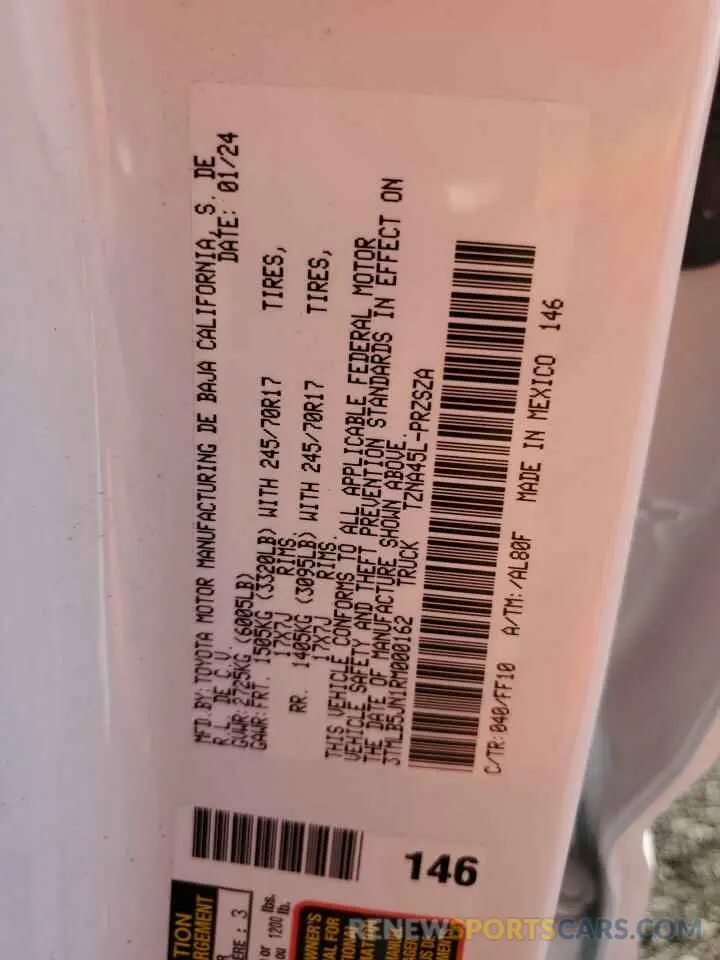 MFD.BY:TOYOTA MOTOR MANUFACTURING DE BAJA CALIFORNIA, S. DE
R.L. DE C.V. DATE: 01/24
GVWR:2725KG(6005LB)
GAWR:FRT. 1505KG (3320LB) WITH 245/70R17 TIRES,
17X7J RIMS.
RR. 1405KG (3095LB) WITH 245/70R17 TIRES,
17X7J RIMS.
THIS VEHICLE CONFORMS TO ALL APPLICABLE FEDERAL MOTOR
VEHICLE SAFETY AND THEFT PREVENTION STANDARDS IN EFFECT ON
THE DATE OF MANUFACTURE SHOWN ABOVE.
3TMLB5JN1RM000162 TRUCK TZNA45L-PRZSZA
C/TR:040/FF10 A/TM:/AL80F MADE IN MEXICO 146
146
RENEWSPORTSCARS.COM